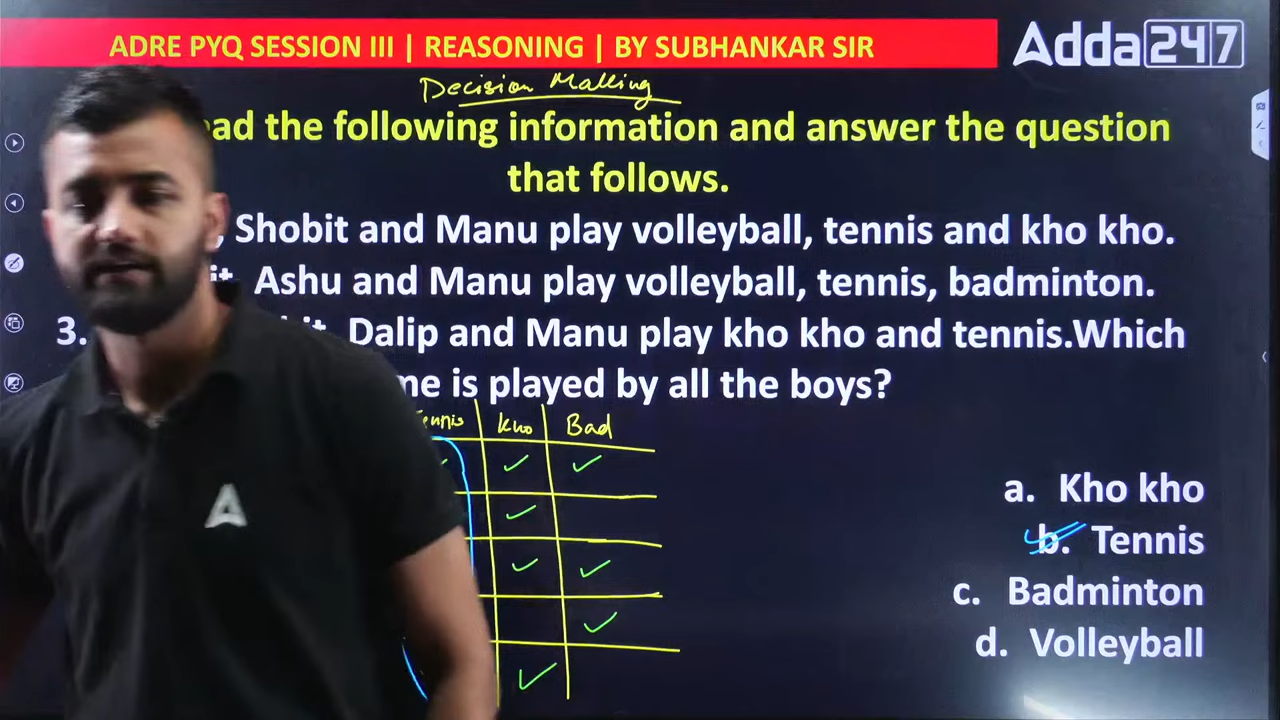 ADRE PYQ SESSION III | REASONING | BY SUBHANKAR SIR
Adda 247
Decision Making
the following information and answer the question
that follows.
Shobit and Manu play volleyball, tennis and kho kho.
Ashu and Manu play volleyball, tennis, badminton.
3. Dalip and Manu play kho kho and tennis.Which
is played by all the boys?
Tennis Kho Bad
a. Kho kho
b. Tennis
c. Badminton
d. Volleyball